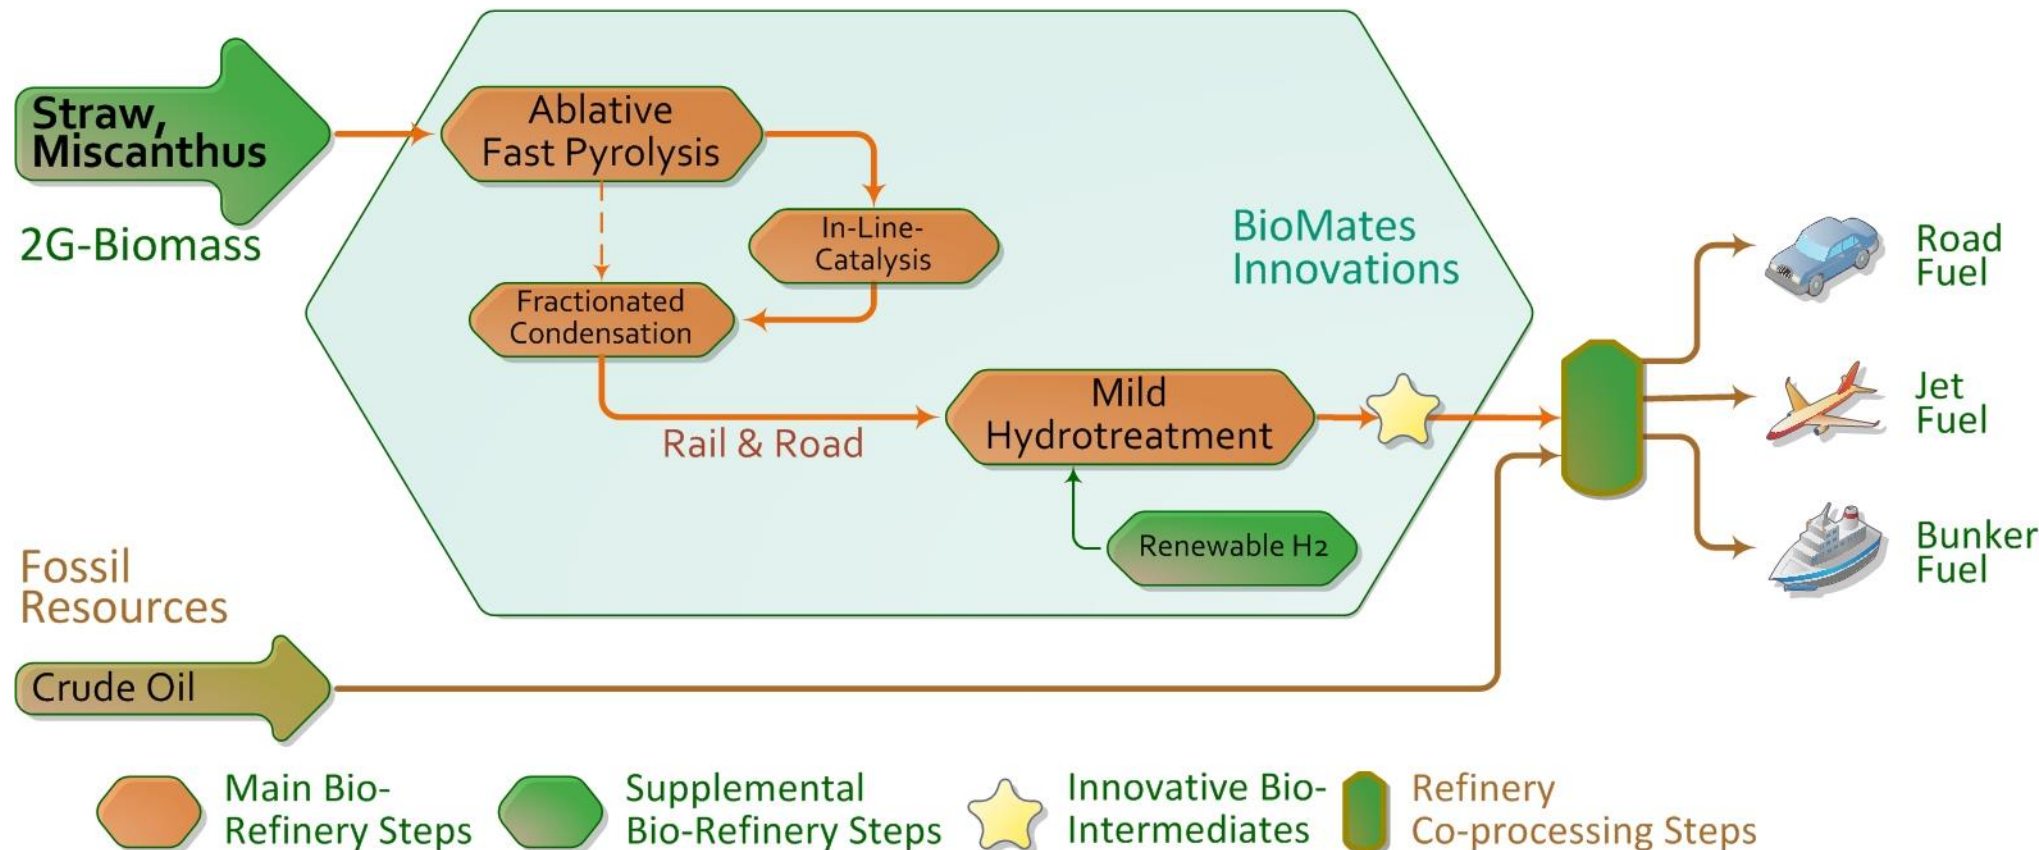 Straw,
Miscanthus
2G-Biomass
Ablative
Fast Pyrolysis
In-Line-
Catalysis
Fractionated
Condensation
BioMates
Innovations
Rail & Road
Mild
Hydrotreatment
Renewable H2
Road
Fuel
Jet
Fuel
Bunker
Fuel
Fossil
Resources
Crude Oil
Main Bio-
Refinery Steps
Supplemental
Bio-Refinery Steps
Innovative Bio-
Intermediates
Refinery
Co-processing Steps